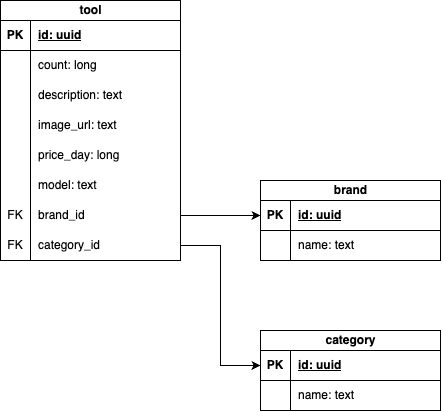 tool
PK id: uuid
count: long
description: text
image_url: text
price_day: long
model: text
FK brand_id
FK category_id
brand
PK id: uuid
name: text
category
PK id: uuid
name: text